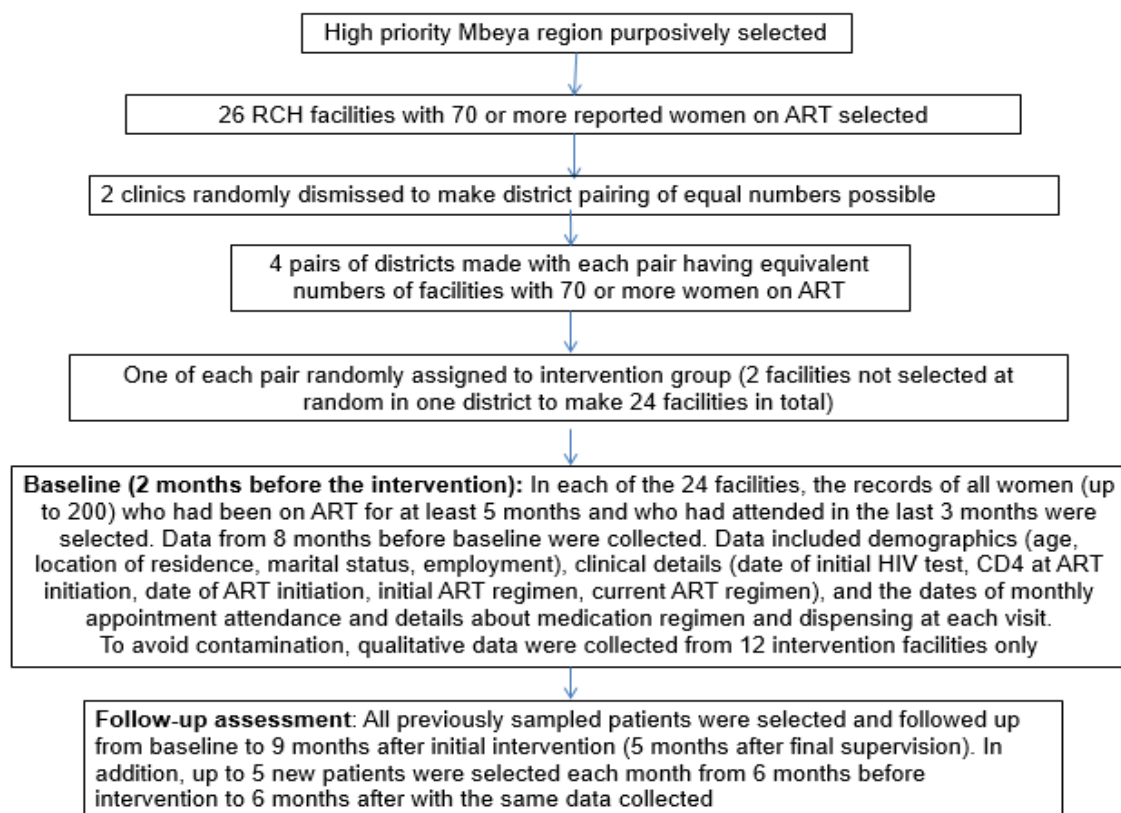 High priority Mbeya region purposively selected
26 RCH facilities with 70 or more reported women on ART selected
2 clinics randomly dismissed to make district pairing of equal numbers possible
4 pairs of districts made with each pair having equivalent
numbers of facilities with 70 or more women on ART
One of each pair randomly assigned to intervention group (2 facilities not selected at
random in one district to make 24 facilities in total)
Baseline (2 months before the intervention): In each of the 24 facilities, the records of all women (up
to 200) who had been on ART for at least 5 months and who had attended in the last 3 months were
selected. Data from 8 months before baseline were collected. Data included demographics (age,
location of residence, marital status, employment), clinical details (date of initial HIV test, CD4 at ART
initiation, date of ART initiation, initial ART regimen, current ART regimen), and the dates of monthly
appointment attendance and details about medication regimen and dispensing at each visit.
To avoid contamination, qualitative data were collected from 12 intervention facilities only
Follow-up assessment: All previously sampled patients were selected and followed up
from baseline to 9 months after initial intervention (5 months after final supervision). In
addition, up to 5 new patients were selected each month from 6 months before
intervention to 6 months after with the same data collected